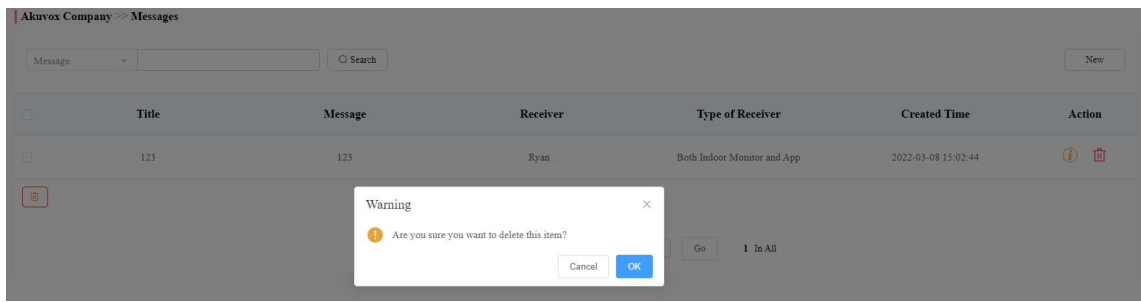 Akuvox Company >> Messages
Message Search New
Title Message Receiver Type of Receiver Created Time Action
123 123 Ryan . Both Indoor Monitor and App 2022-03-08 15:02:44
Warning
Are you sure you want to delete this item?
Go 1 In All
Cancel OK